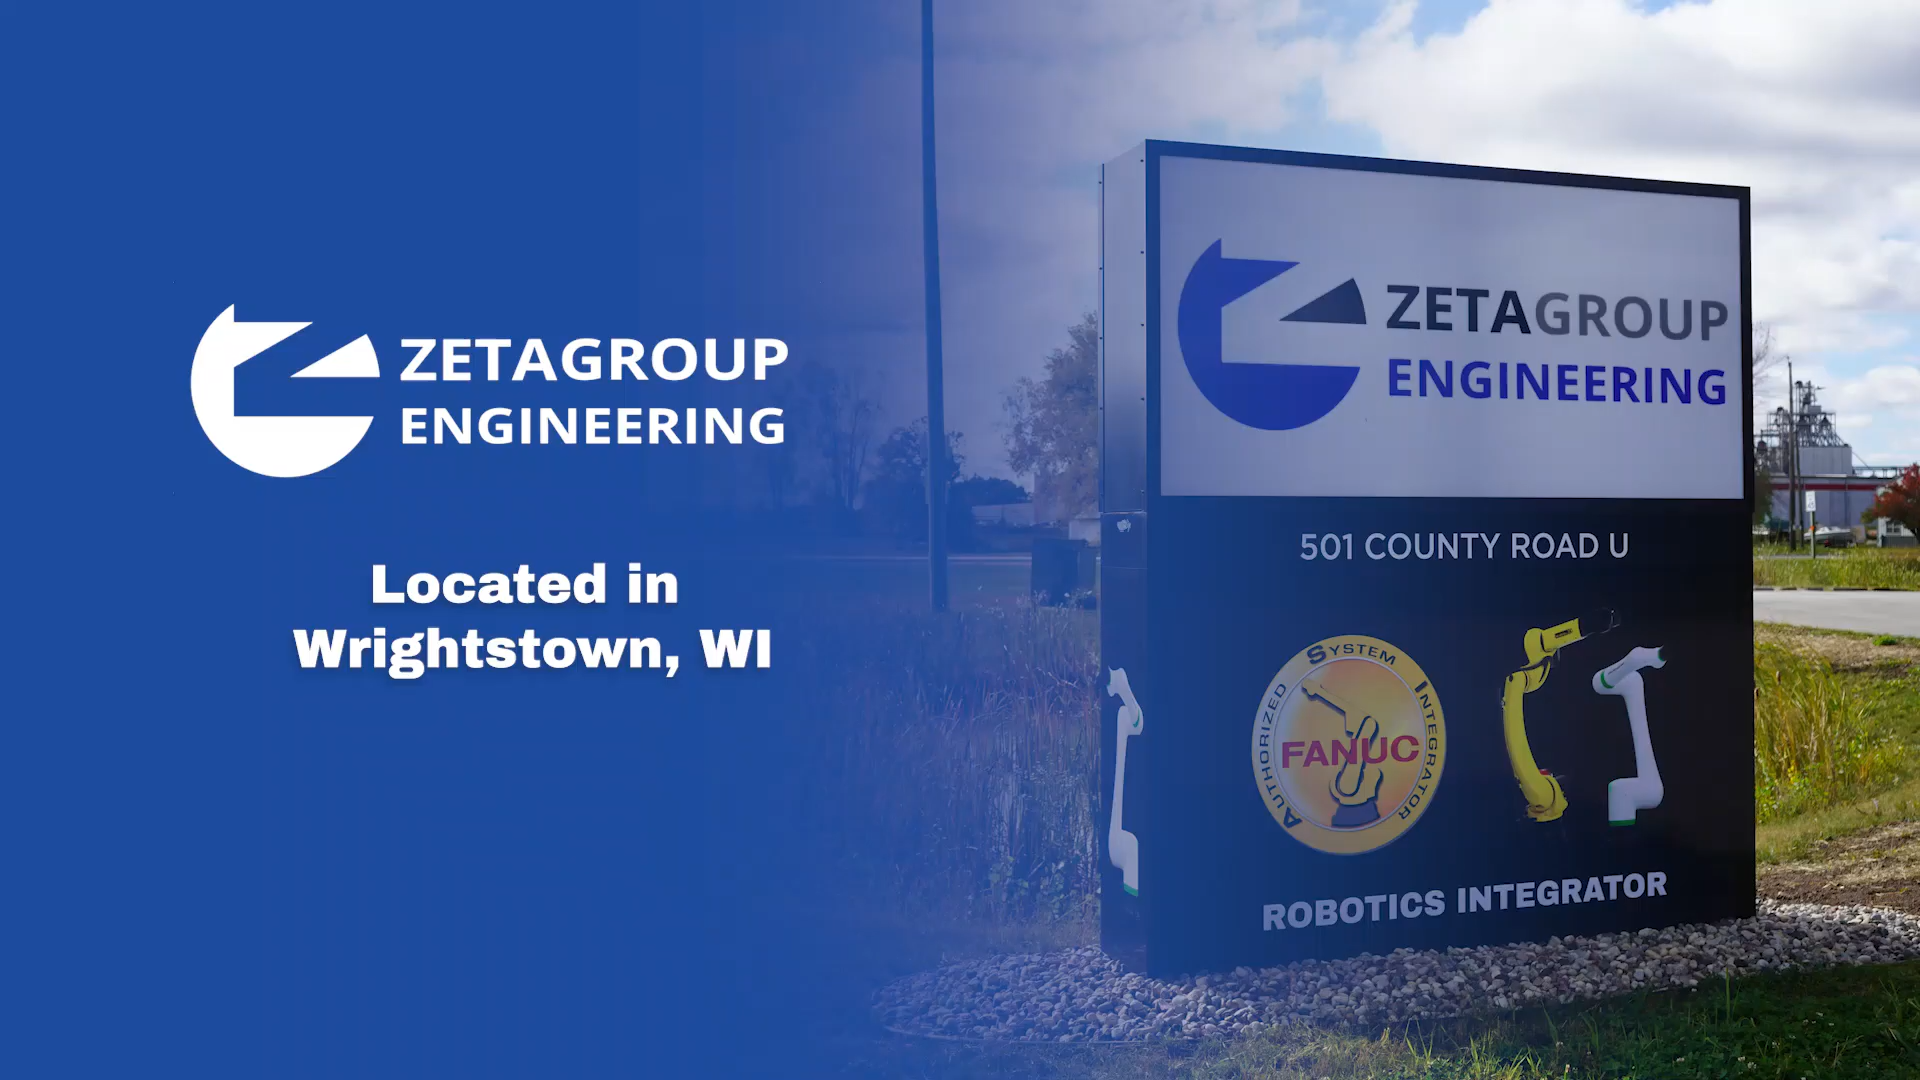 ZETAGROUP
ENGINEERING
Located in
Wrightstown, WI
ZETAGROUP
ENGINEERING
501 COUNTY ROAD U
AUTHORIZED SYSTEM INTEGRATOR
FANUC
ROBOTICS INTEGRATOR